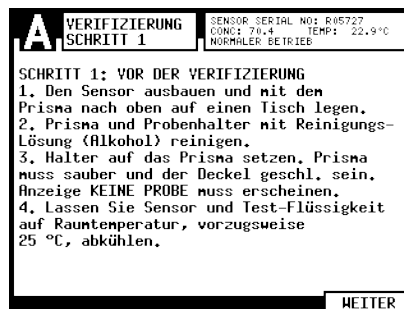 A
VERIFIZIERUNG
SCHRITT 1
SENSOR SERIAL NO: R05727
CONC: 70.4 TEMP: 22.9°C
NORMALER BETRIEB
SCHRITT 1: VOR DER VERIFIZIERUNG
1. Den Sensor ausbauen und mit dem
Prisma nach oben auf einen Tisch legen.
2. Prisma und Probenhalter mit Reinigungs-
Lösung (Alkohol) reinigen.
3. Halter auf das Prisma setzen. Prisma
muss sauber und der Deckel geschl. sein.
Anzeige KEINE PROBE muss erscheinen.
4. Lassen Sie Sensor und Test-Flüssigkeit
auf Raumtemperatur, vorzugsweise
25 °C, abkühlen.
WEITER